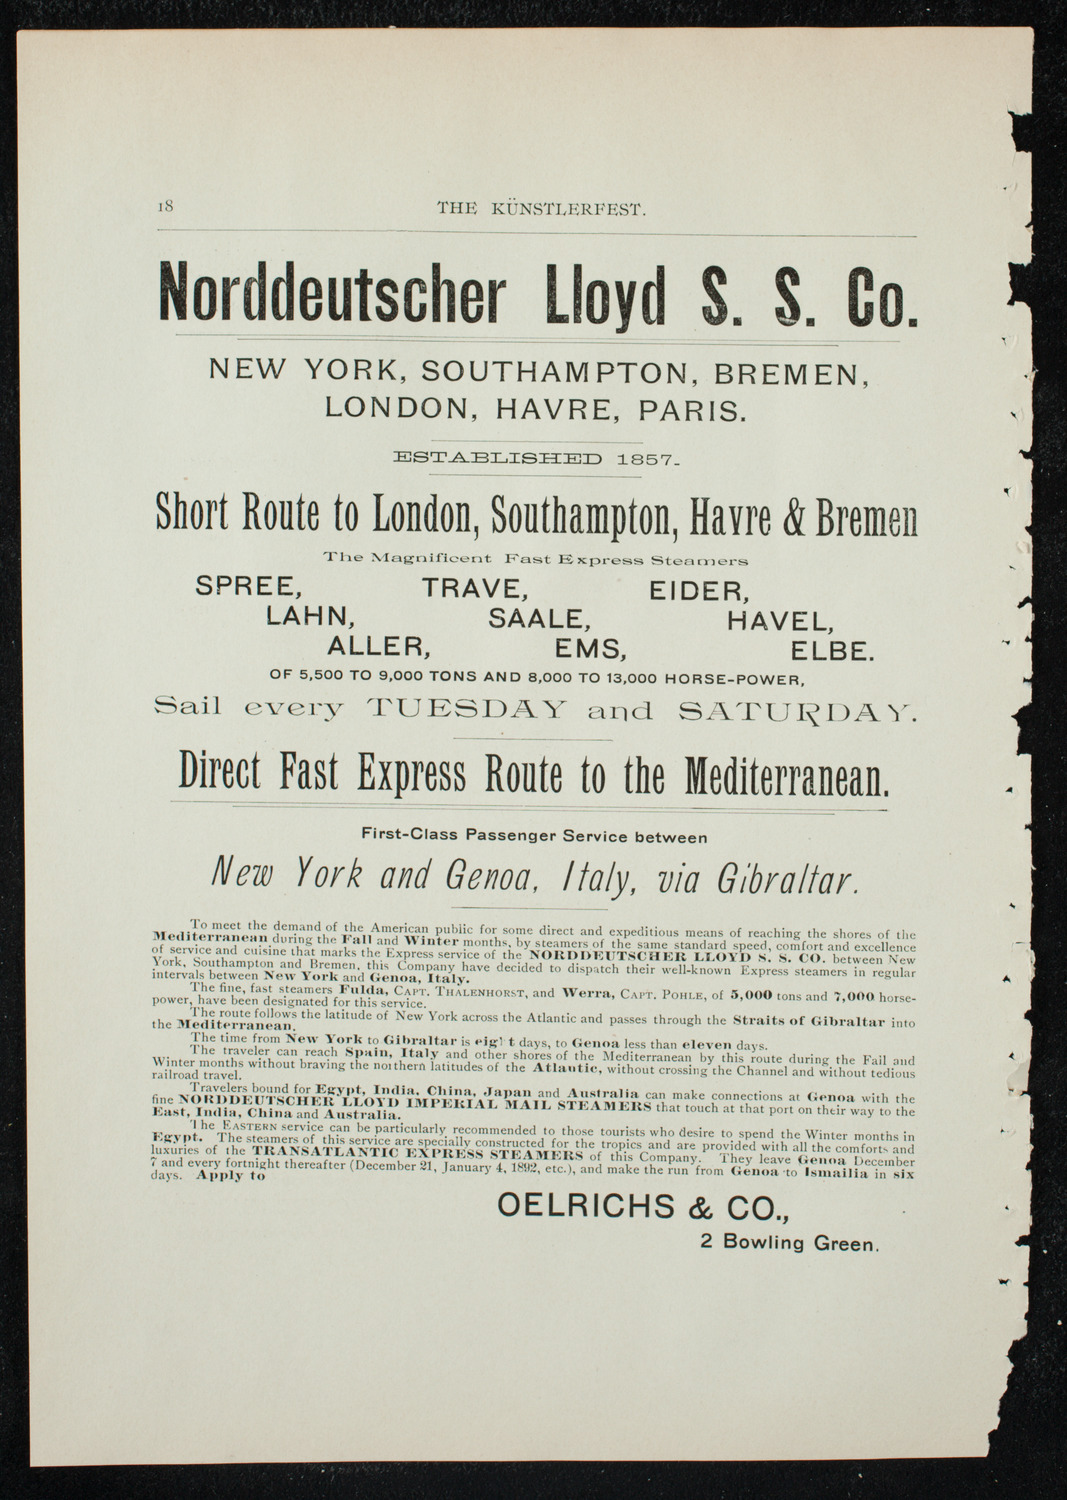 18
THE KÜNSTLERFEST.
Norddeutscher Lloyd S. S. Co.
NEW YORK, SOUTHAMPTON, BREMEN,
LONDON, HAVRE, PARIS.
ESTABLISHED 1857.
Short Route to London, Southampton, Havre & Bremen
The Magnificent Fast Express Steamers
SPREE, TRAVE, EIDER,
LAHN, SAALE, HAVEL,
ALLER, EMS, ELBE.
OF 5,500 TO 9,000 TONS AND 8,000 TO 13,000 HORSE-POWER,
Sail every TUESDAY and SATURDAY.
Direct Fast Express Route to the Mediterranean.
First-Class Passenger Service between
New York and Genoa, Italy, via Gibraltar.
To meet the demand of the American public for some direct and expeditious means of reaching the shores of the
Mediterranean during the Fall and Winter months, by steamers of the same standard speed, comfort and excellence
of service and cuisine that marks the Express service of the NORDDEUTSCHER LLOYD S. S. CO. between New
York, Southampton and Bremen, this Company have decided to dispatch their well-known Express steamers in regular
intervals between New York and Genoa, Italy.
The fine, fast steamers Fulda, CAPT. THALENHORST, and Werra, CAPT. POHLE, of 5,000 tons and 7,000 horse-
power, have been designated for this service.
The route follows the latitude of New York across the Atlantic and passes through the Straits of Gibraltar into
the Mediterranean.
The time from New York to Gibraltar is eig t days, to Genoa less than eleven days.
The traveler can reach Spain, Italy and other shores of the Mediterranean by this route during the Fall and
Winter months without braving the northern latitudes of the Atlantic, without crossing the Channel and without tedious
railroad travel.
Travelers bound for Egypt, India, China, Japan and Australia can make connections at Genoa with the
fine NORDDEUTSCHER LLOYD IMPERIAL MAIL STEAMERS that touch at that port on their way to the
East, India, China and Australia.
The EASTERN service can be particularly recommended to those tourists who desire to spend the Winter months in
Egypt. The steamers of this service are specially constructed for the tropics and are provided with all the comforts and
luxuries of the TRANSATLANTIC EXPRESS STEAMERS of this Company. They leave Genoa December
7 and every fortnight thereafter (December 21, January 4, 1892, etc.), and make the run from Genoa to Ismailia in six
days. Apply to
OELRICHS & CO.,
2 Bowling Green.